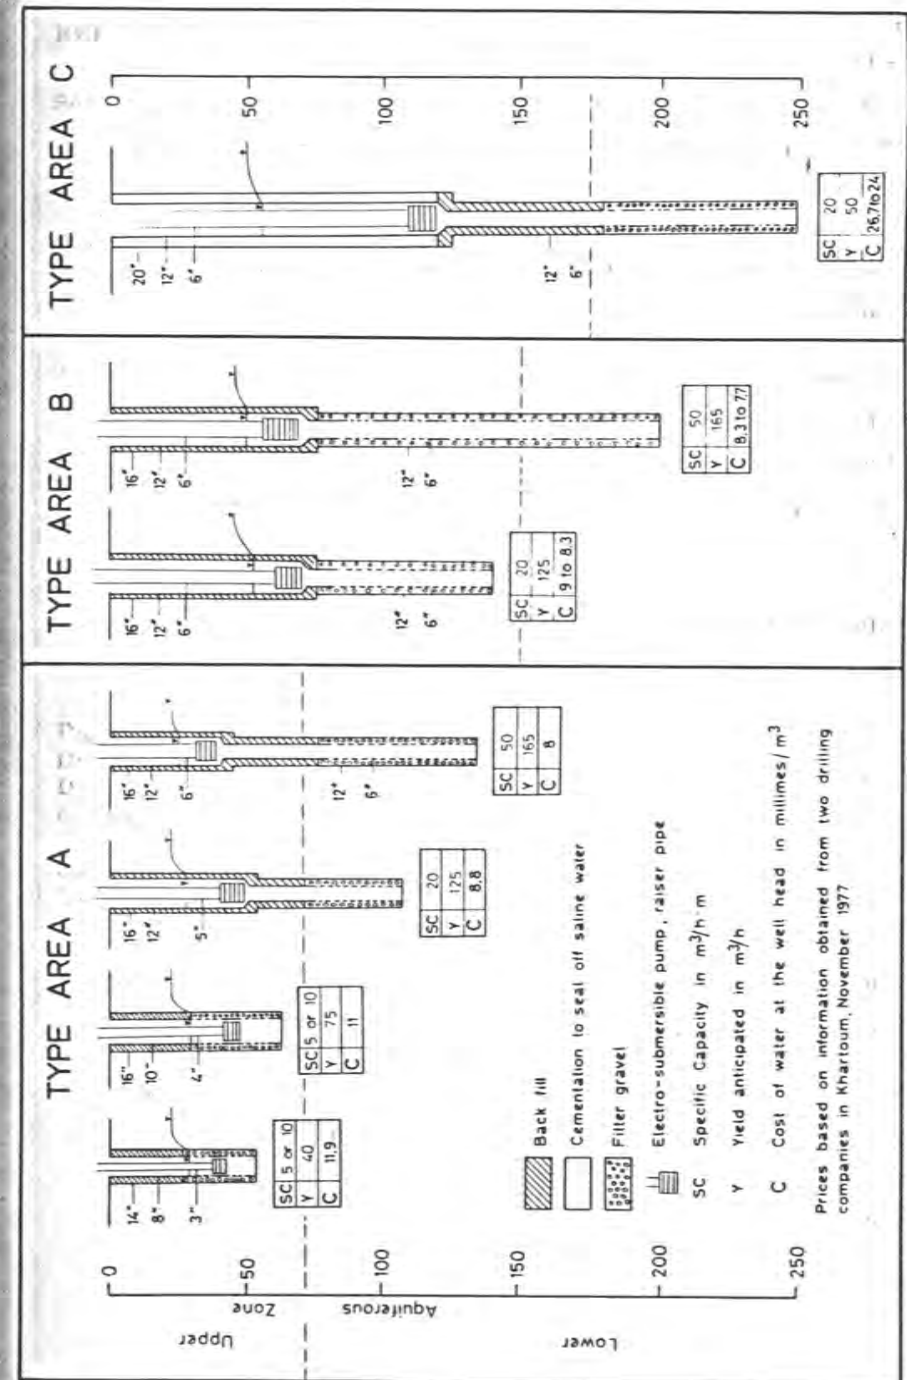 TYPE AREA A
TYPE AREA B
TYPE AREA C
0
50
100
150
200
250
Upper
Zone
Aquiferous
Lower
14"
8"
3"
SC 5 or 10
Y 40
C 11,9
16"
10"
4"
SC 5 or 10
Y 75
C 11
16"
12"
5"
SC 20
Y 125
C 8,8
16"
12"
6"
12"
6"
SC 50
Y 165
C 8
16"
12"
6"
12"
6"
SC 20
Y 125
C 9 to 8,3
16"
12"
6"
12"
6"
SC 50
Y 165
C 8,3 to 7,7
20"
12"
6"
12"
6"
SC 20
Y 50
C 26,7 to 24
0
50
100
150
200
250
Back fill
Cementation to seal off saline water
Filter gravel
Electro-submersible pump, raiser pipe
SC Specific Capacity in m³/h·m
Y Yield anticipated in m³/h
C Cost of water at the well head in millimes/m³
Prices based on information obtained from two drilling
companies in Khartoum, November 1977